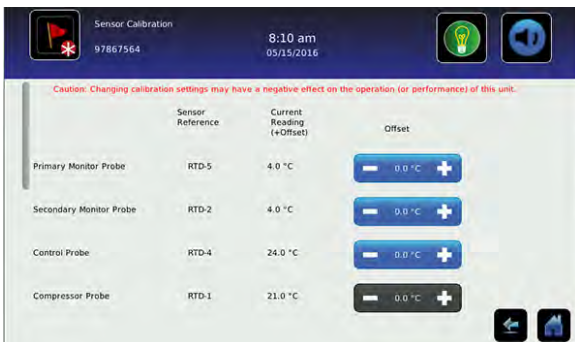 Sensor Calibration
97867564
8:10 am
05/15/2016
Caution: Changing calibration settings may have a negative effect on the operation (or performance) of this unit.
Sensor Reference
Current Reading (+Offset)
Offset
Primary Monitor Probe RTD-5 4.0 °C 0.0 °C
Secondary Monitor Probe RTD-2 4.0 °C 0.0 °C
Control Probe RTD-4 24.0 °C 0.0 °C
Compressor Probe RTD-1 21.0 °C 0.0 °C